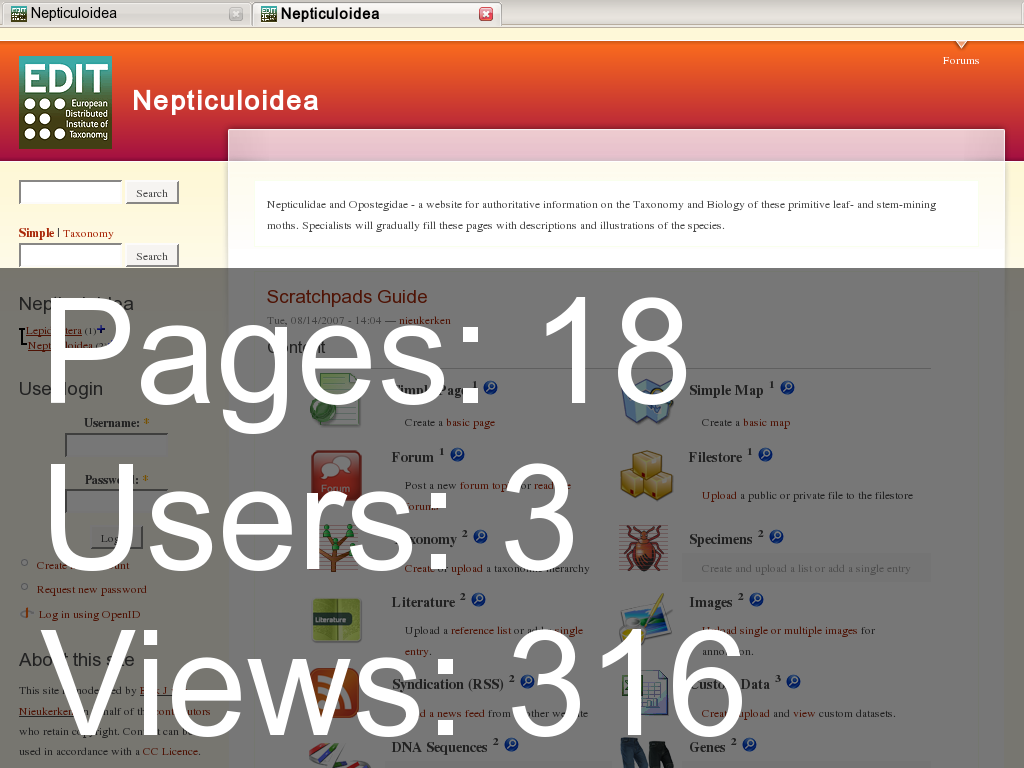 Nepticuloidea
Nepticuloidea
Forums
EDIT
European
Distributed
Institute of
Taxonomy
Nepticuloidea
Search
Simple | Taxonomy
Search
Nepticulidae and Opostegidae - a website for authoritative information on the Taxonomy and Biology of these primitive leaf- and stem-mining
moths. Specialists will gradually fill these pages with descriptions and illustrations of the species.
Pages: 18
Users: 3
Views: 316
Nepticuloidea
Lepidoptera (1)
Nepticuloidea
User login
Username: *
Password: *
Log
Create account
Request new password
Log in using OpenID
About this site
This site is moderated by Erik J.
Nieukerken on behalf of the contributors
who retain copyright. Content can be
used in accordance with a CC Licence.
Scratchpads Guide
Tue, 08/14/2007 - 14:04 — nieukerken
Content
Simple Page 1
Create a basic page
Simple Map 1
Create a basic map
Forum
Forum 1
Post a new forum topic or read the
forums
Filestore 1
Upload a public or private file to the filestore
Taxonomy 2
Create or upload a taxonomic hierarchy
Specimens 2
Create and upload a list or add a single entry
Literature
Literature 2
Upload a reference list or add a single
entry.
Images 2
Upload single or multiple images for
annotation.
Syndication (RSS) 2
Add a news feed from another website
Custom Data 3
Create, upload and view custom datasets.
DNA Sequences 2
Genes 2